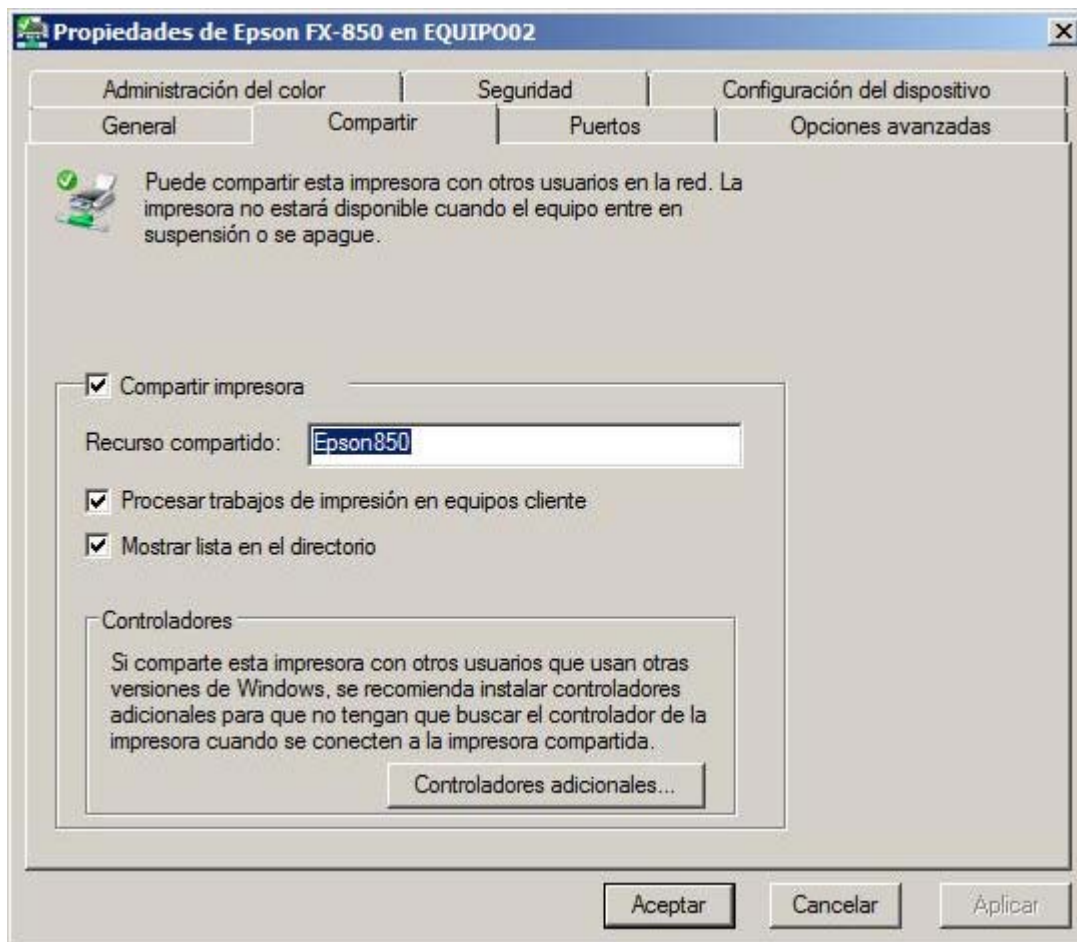 Propiedades de Epson FX-850 en EQUIPO02
Administración del color
Seguridad
Configuración del dispositivo
General
Compartir
Puertos
Opciones avanzadas
Puede compartir esta impresora con otros usuarios en la red. La
impresora no estará disponible cuando el equipo entre en
suspensión o se apague.
Compartir impresora
Recurso compartido: Epson850
Procesar trabajos de impresión en equipos cliente
Mostrar lista en el directorio
Controladores
Si comparte esta impresora con otros usuarios que usan otras
versiones de Windows, se recomienda instalar controladores
adicionales para que no tengan que buscar el controlador de la
impresora cuando se conecten a la impresora compartida.
Controladores adicionales...
Aceptar
Cancelar
Aplicar